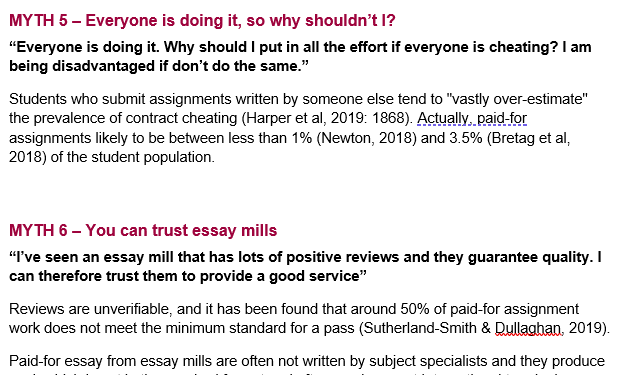 MYTH 5 – Everyone is doing it, so why shouldn’t I?
“Everyone is doing it. Why should I put in all the effort if everyone is cheating? I am
being disadvantaged if don’t do the same.”
Students who submit assignments written by someone else tend to "vastly over-estimate"
the prevalence of contract cheating (Harper et al, 2019: 1868). Actually, paid-for
assignments likely to be between less than 1% (Newton, 2018) and 3.5% (Bretag et al,
2018) of the student population.
MYTH 6 – You can trust essay mills
“I’ve seen an essay mill that has lots of positive reviews and they guarantee quality. I
can therefore trust them to provide a good service”
Reviews are unverifiable, and it has been found that around 50% of paid-for assignment
work does not meet the minimum standard for a pass (Sutherland-Smith & Dullaghan, 2019).
Paid-for essay from essay mills are often not written by subject specialists and they produce